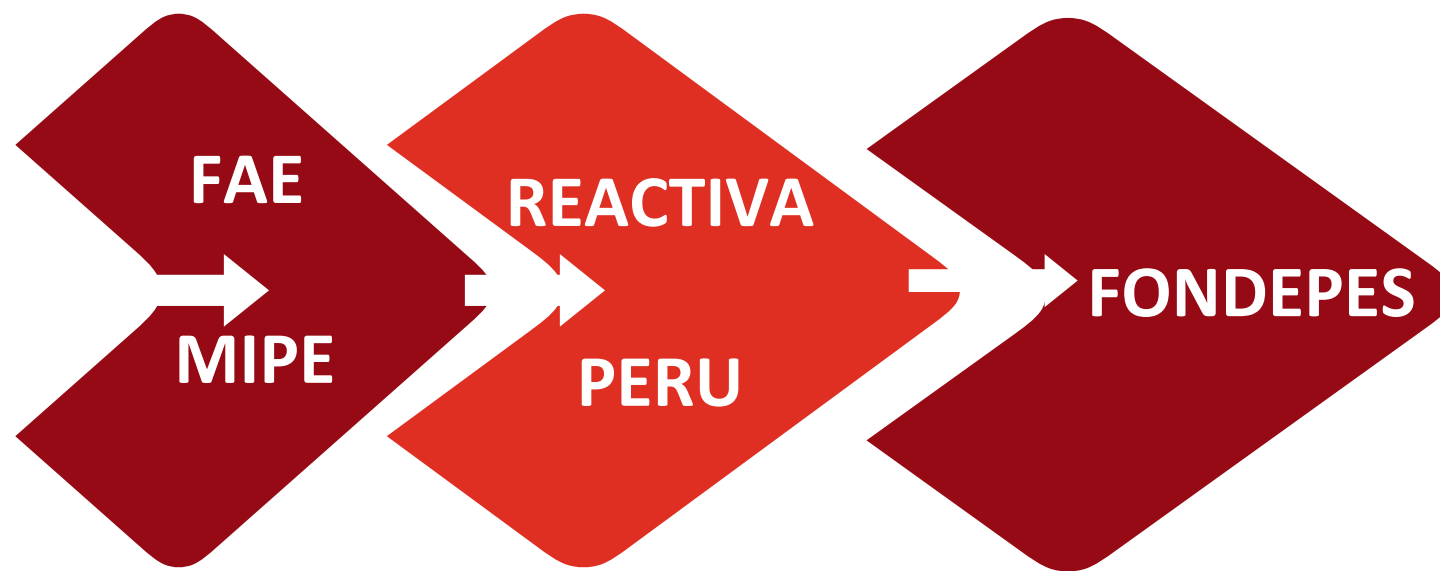 FAE
MIPE
REACTIVA
PERU
FONDEPES